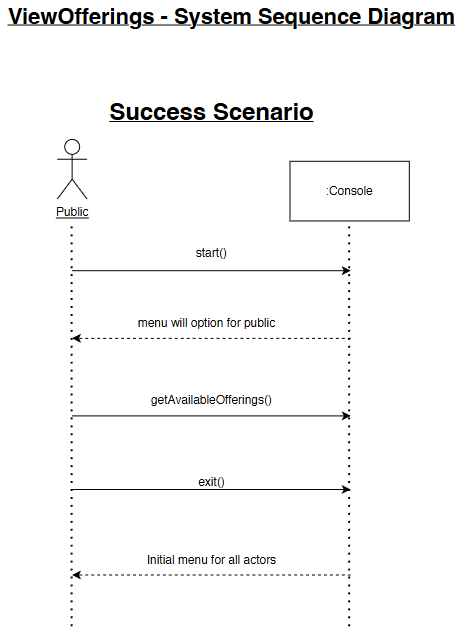 ViewOfferings - System Sequence Diagram
Success Scenario
Public
:Console
start()
menu will option for public
getAvailableOfferings()
exit()
Initial menu for all actors